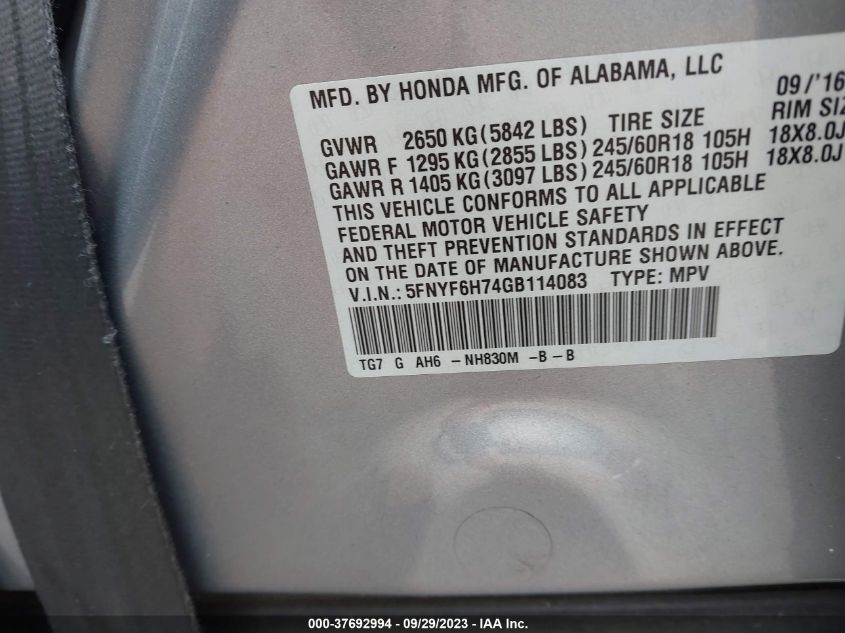 MFD. BY HONDA MFG. OF ALABAMA, LLC 09/'16
GVWR 2650 KG(5842 LBS) TIRE SIZE RIM SIZ
GAWR F 1295 KG(2855 LBS) 245/60R18 105H 18X8.0J
GAWR R 1405 KG(3097 LBS) 245/60R18 105H 18X8.0J
THIS VEHICLE CONFORMS TO ALL APPLICABLE
FEDERAL MOTOR VEHICLE SAFETY
AND THEFT PREVENTION STANDARDS IN EFFECT
ON THE DATE OF MANUFACTURE SHOWN ABOVE.
V.I.N.: 5FNYF6H74GB114083 TYPE: MPV
TG7 G AH6 -NH830M -B-B
000-37692994 - 09/29/2023 - IAA Inc.